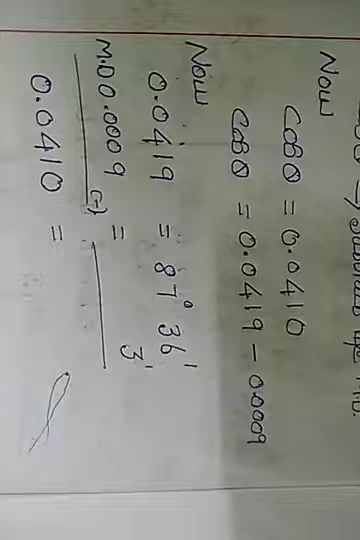 Now
Cosθ = 0.0410
Cosθ = 0.0419 - 0.0009
Now
0.0419 = 87° 36'
M.D 0.0009 (-) = 3'
0.0410 =